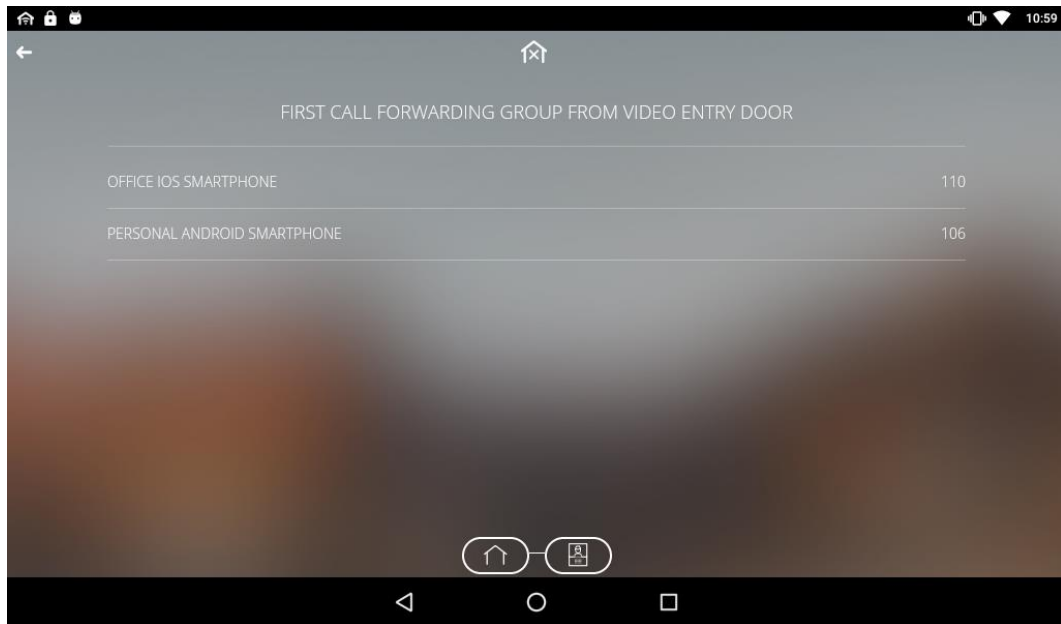 10:59
FIRST CALL FORWARDING GROUP FROM VIDEO ENTRY DOOR
OFFICE IOS SMARTPHONE 110
PERSONAL ANDROID SMARTPHONE 106